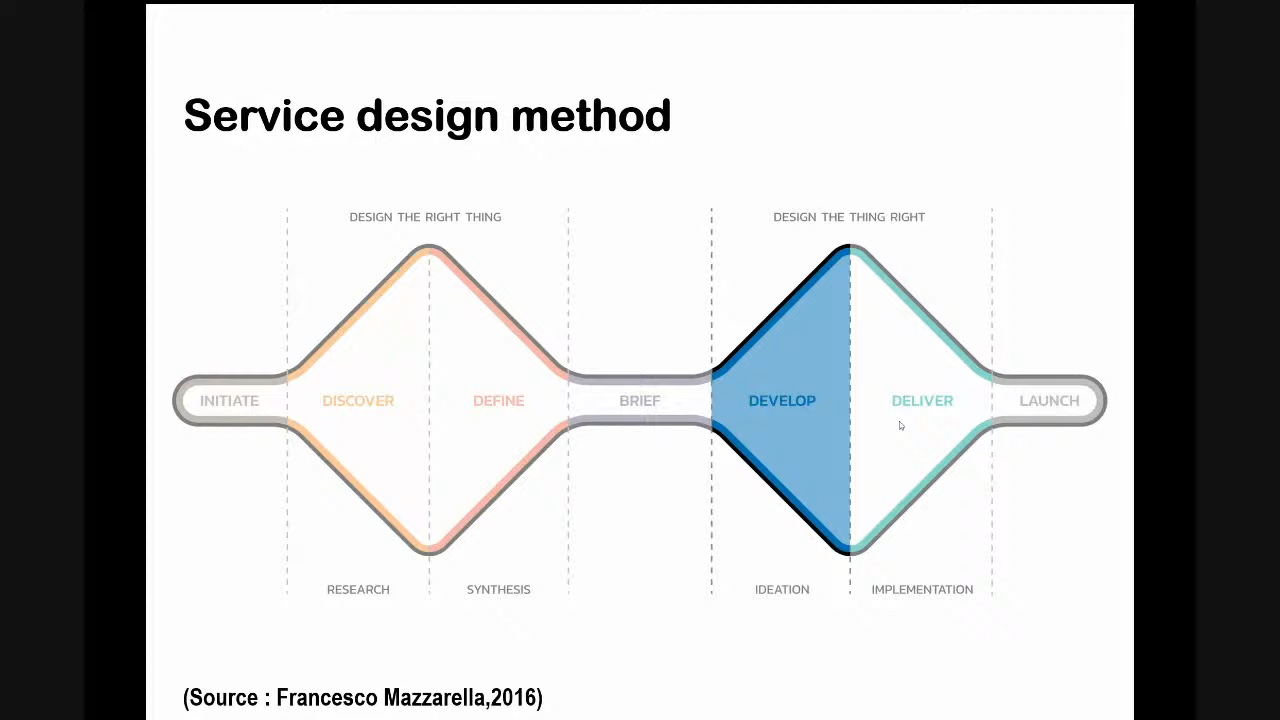 Service design method
DESIGN THE RIGHT THING
DESIGN THE THING RIGHT
INITIATE
DISCOVER
DEFINE
BRIEF
DEVELOP
DELIVER
LAUNCH
RESEARCH
SYNTHESIS
IDEATION
IMPLEMENTATION
(Source : Francesco Mazzarella,2016)